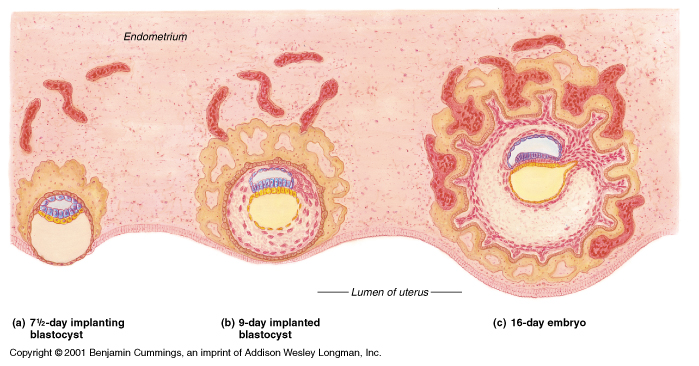 Endometrium
Lumen of uterus
(a) 7½-day implanting
blastocyst
(b) 9-day implanted
blastocyst
(c) 16-day embryo
Copyright © 2001 Benjamin Cummings, an imprint of Addison Wesley Longman, Inc.